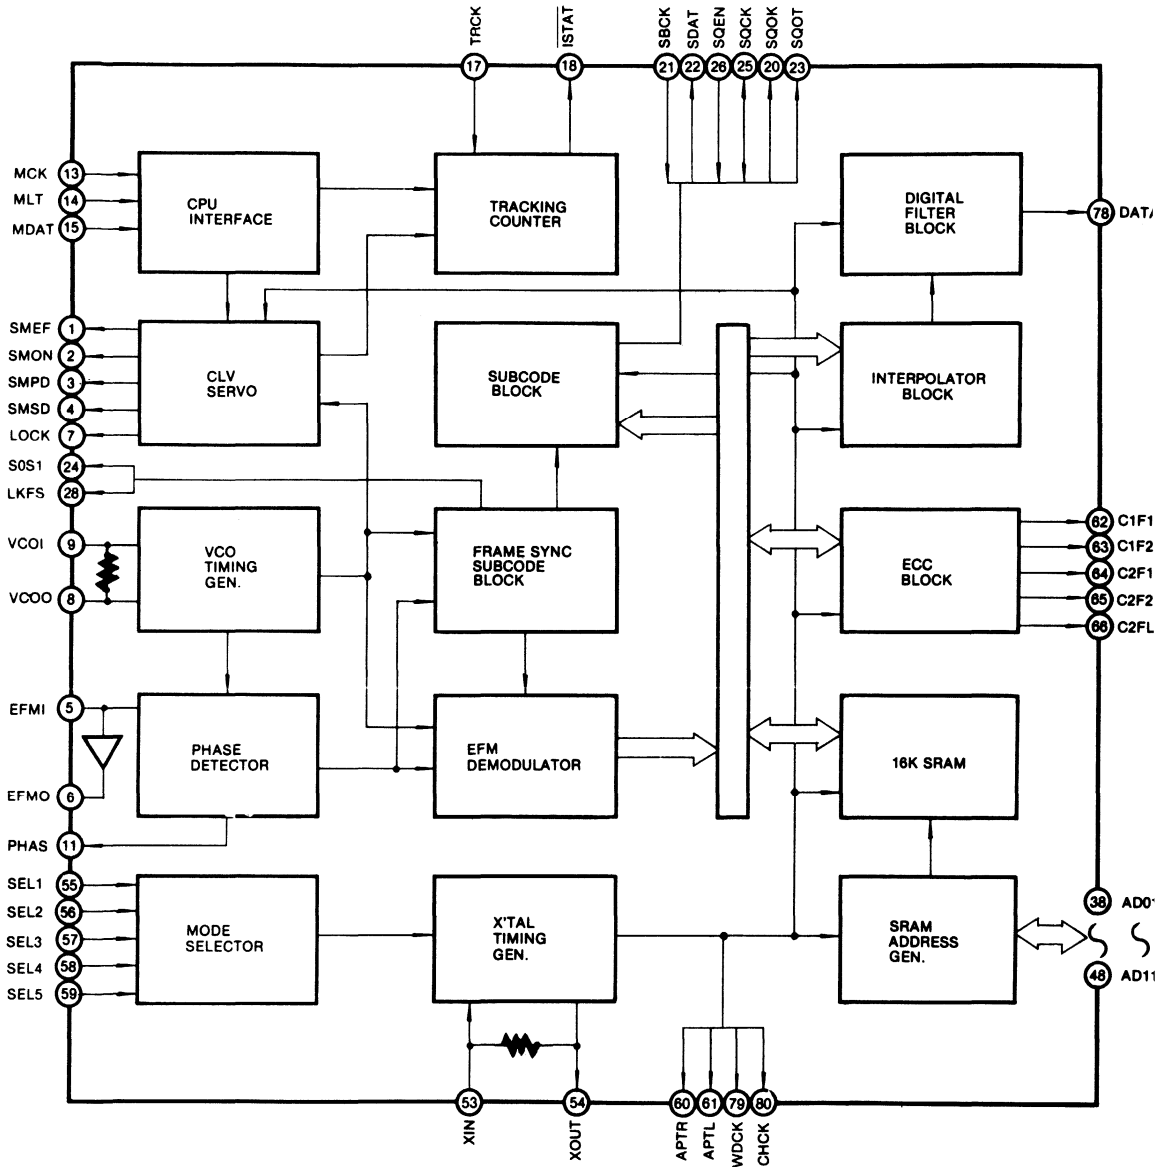 TRCK
ISTAT
SBCK
SDAT
SQEN
SQCK
SQOK
SQOT
17
18
21
22
26
25
20
23
MCK 13
MLT 14
MDAT 15
CPU
INTERFACE
TRACKING
COUNTER
DIGITAL
FILTER
BLOCK
78 DATA
SMEF 1
SMON 2
SMPD 3
SMSD 4
LOCK 7
CLV
SERVO
SUBCODE
BLOCK
INTERPOLATOR
BLOCK
S0S1 24
LKFS 28
VCOI 9
VCOO 8
VCO
TIMING
GEN.
FRAME SYNC
SUBCODE
BLOCK
ECC
BLOCK
62 C1F1
63 C1F2
64 C2F1
65 C2F2
66 C2FL
EFMI 5
EFMO 6
PHAS 11
PHASE
DETECTOR
EFM
DEMODULATOR
16K SRAM
SEL1 55
SEL2 56
SEL3 57
SEL4 58
SEL5 59
MODE
SELECTOR
X'TAL
TIMING
GEN.
SRAM
ADDRESS
GEN.
38 AD01
48 AD11
53
54
60
61
79
80
XIN
XOUT
APTR
APTL
WDCK
CHCK